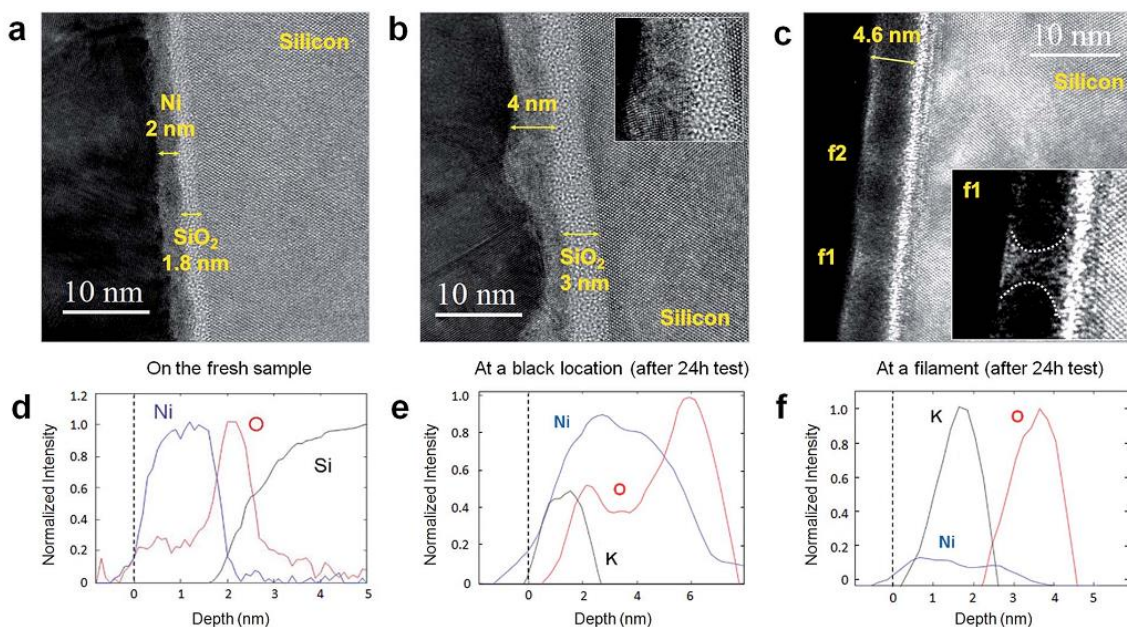 a
Silicon
Ni
2 nm
SiO2
1.8 nm
10 nm
b
4 nm
SiO2
3 nm
10 nm
Silicon
c
4.6 nm
10 nm
Silicon
f2
f1
f1
On the fresh sample
At a black location (after 24h test)
At a filament (after 24h test)
d
1.2
1.0
0.8
0.6
0.4
0.2
0
Normalized Intensity
Ni
O
Si
0 1 2 3 4 5
Depth (nm)
e
1.0
0.8
0.6
0.4
0.2
0
Normalized Intensity
Ni
O
K
0 2 4 6
Depth (nm)
f
1.0
0.8
0.6
0.4
0.2
0
Normalized Intensity
K
O
Ni
0 1 2 3 4 5
Depth (nm)